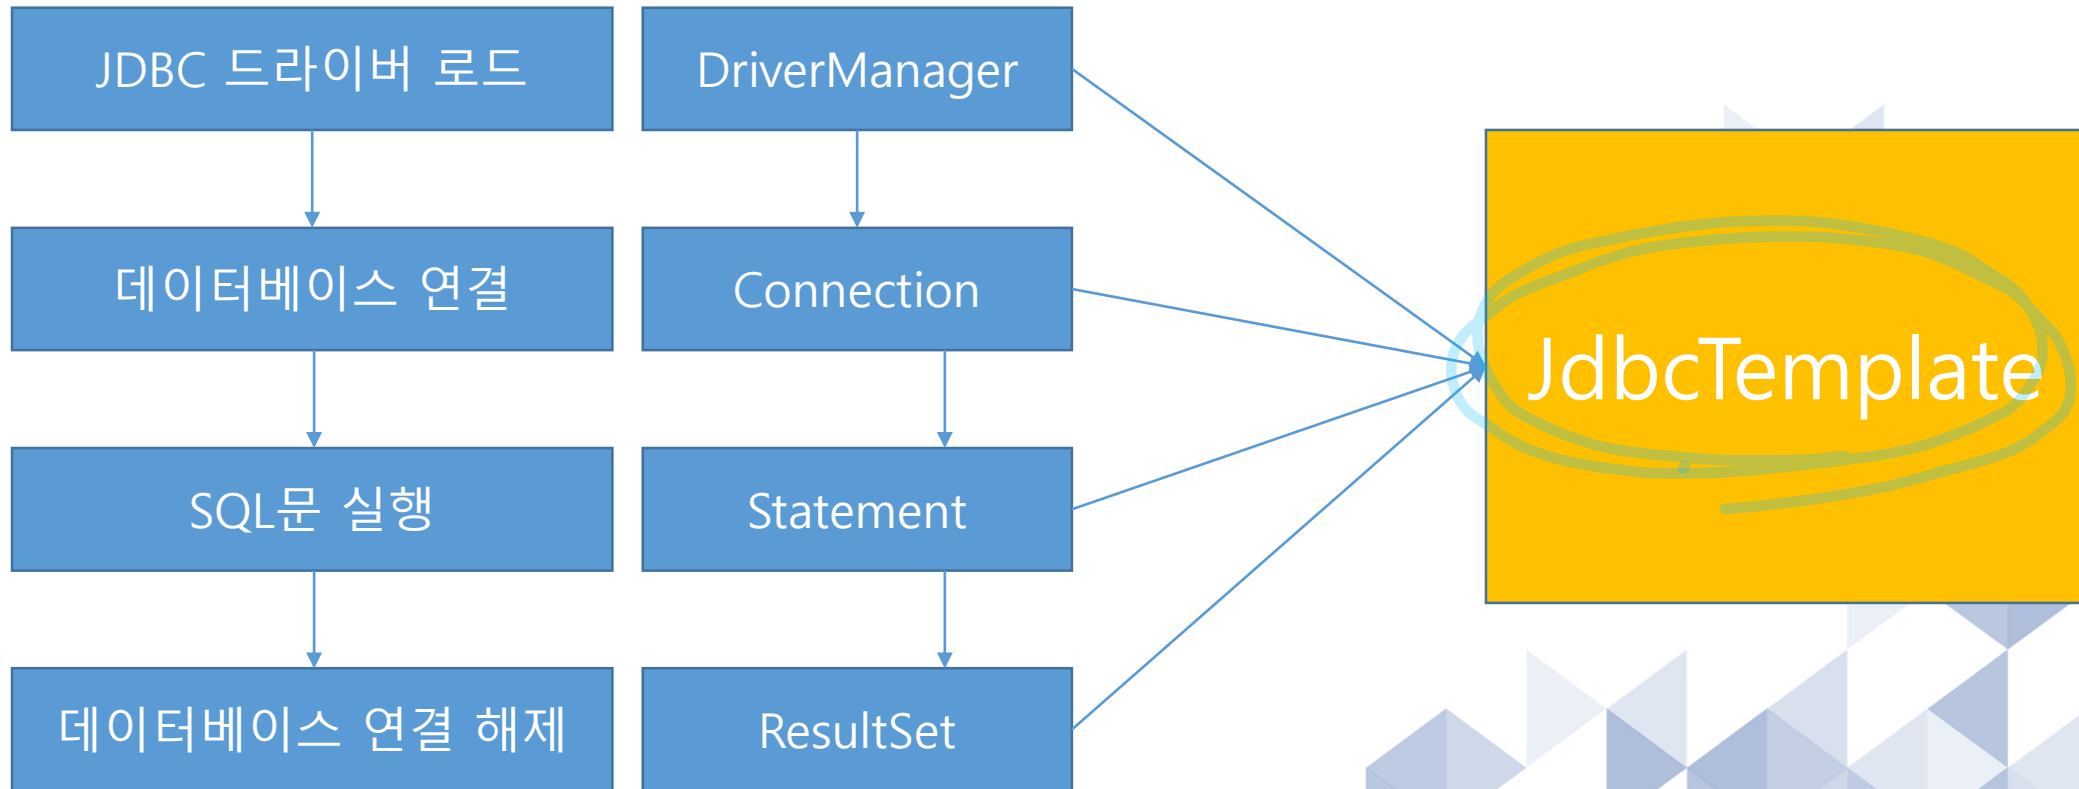 JDBC 드라이버 로드
DriverManager
데이터베이스 연결
Connection
JdbcTemplate
SQL문 실행
Statement
데이터베이스 연결 해제
ResultSet